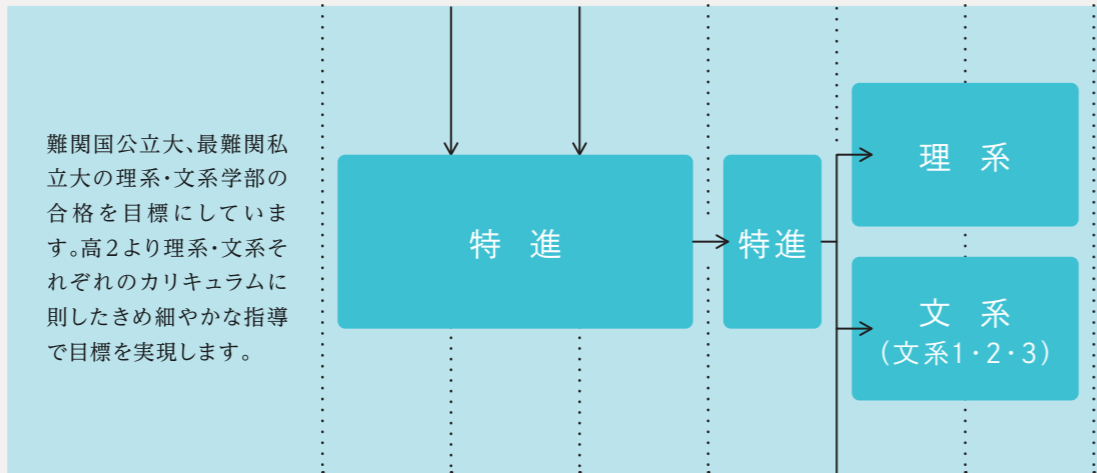 難関国公立大、最難関私
立大の理系・文系学部の
合格を目標にしていま
す。高2より理系・文系そ
れぞれのカリキュラムに
則したきめ細やかな指導
で目標を実現します。
特 進
特進
理 系
文 系
(文系1・2・3)